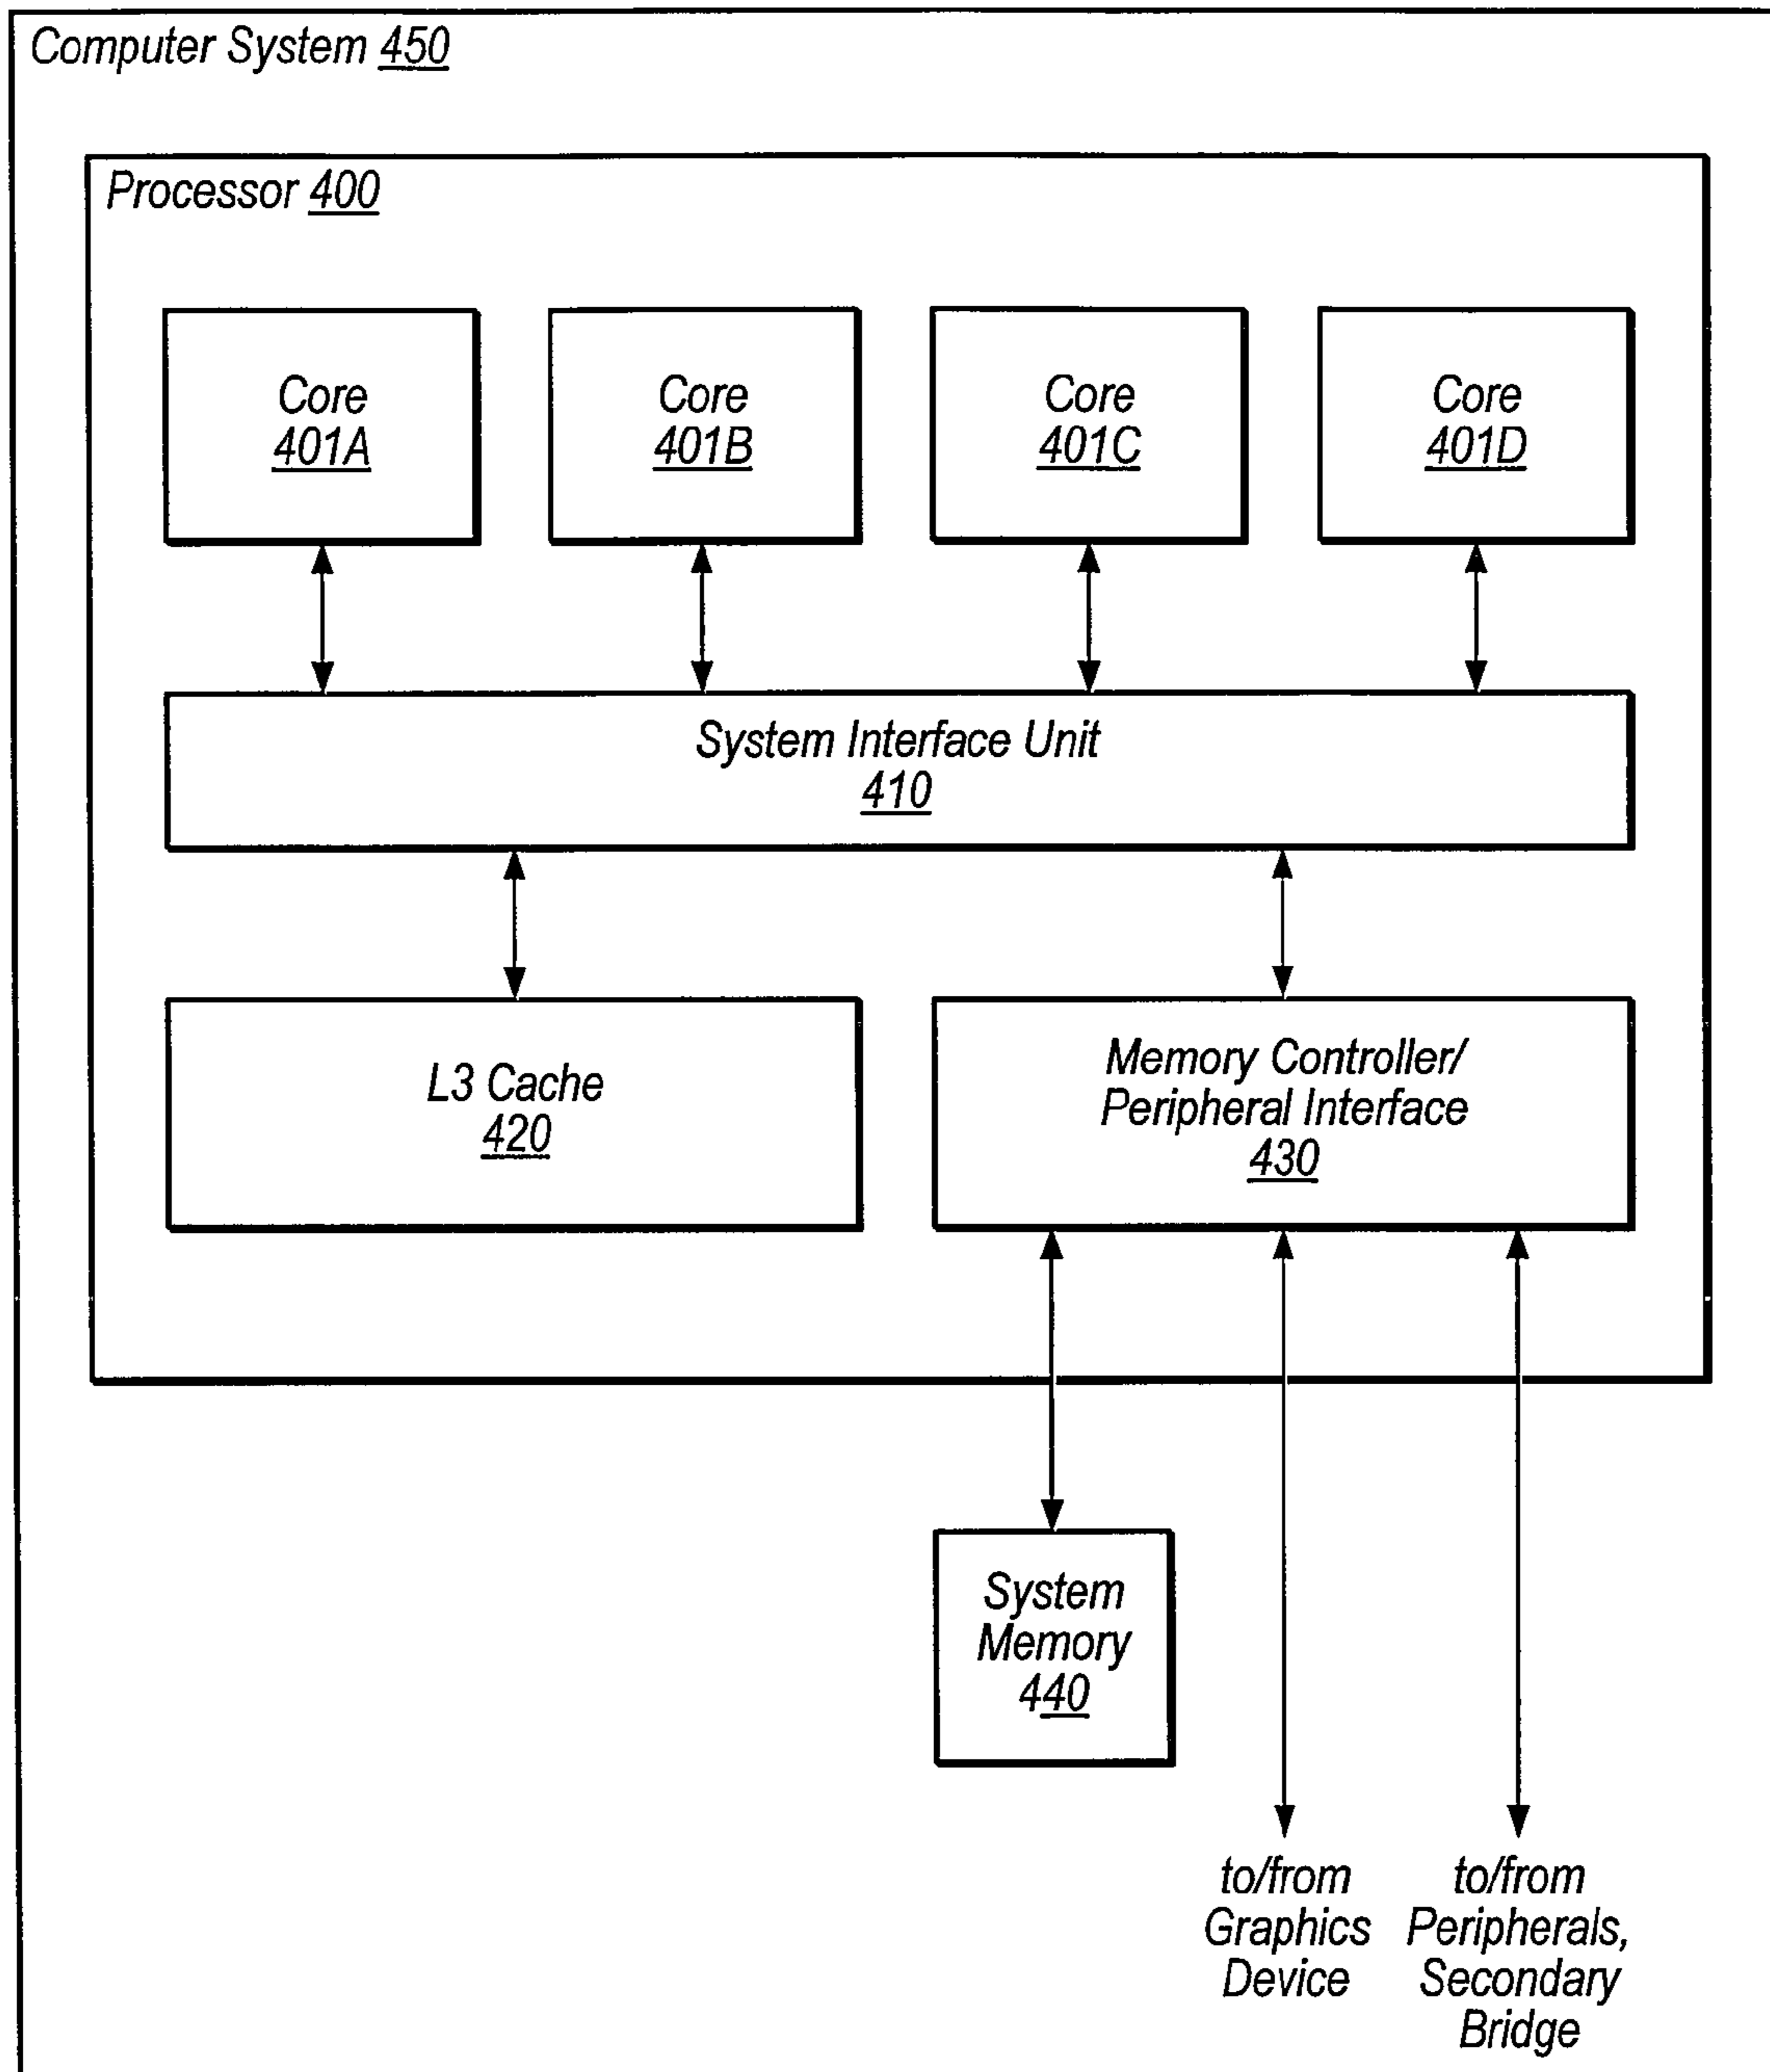 Computer System 450
Processor 400
Core
401A
Core
401B
Core
401C
Core
401D
System Interface Unit
410
L3 Cache
420
Memory Controller/
Peripheral Interface
430
System
Memory
440
to/from
Graphics
Device
to/from
Peripherals,
Secondary
Bridge